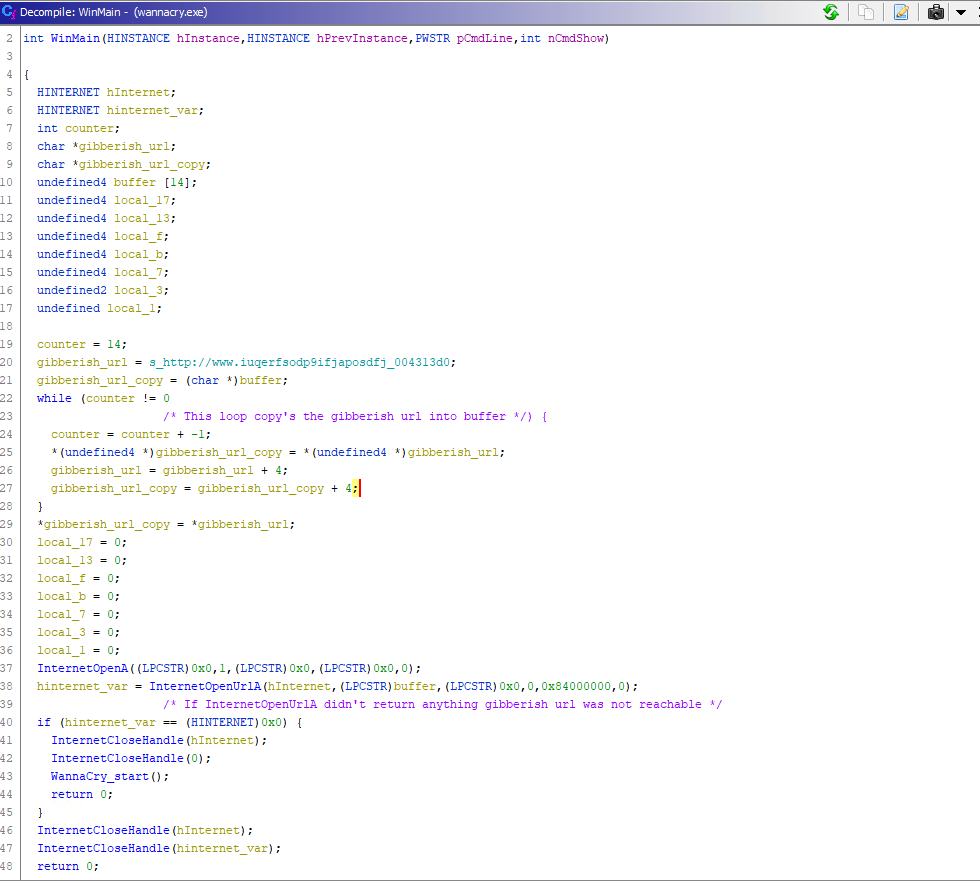 Decompile: WinMain - (wannacry.exe)
2 int WinMain(HINSTANCE hInstance,HINSTANCE hPrevInstance,PWSTR pCmdLine,int nCmdShow)
3
4 {
5 HINTERNET hInternet;
6 HINTERNET hinternet_var;
7 int counter;
8 char *gibberish_url;
9 char *gibberish_url_copy;
10 undefined4 buffer [14];
11 undefined4 local_17;
12 undefined4 local_13;
13 undefined4 local_f;
14 undefined4 local_b;
15 undefined4 local_7;
16 undefined2 local_3;
17 undefined local_1;
18
19 counter = 14;
20 gibberish_url = s_http://www.iuqerfsodp9ifjaposdfj_004313d0;
21 gibberish_url_copy = (char *)buffer;
22 while (counter != 0
23 /* This loop copy's the gibberish url into buffer */) {
24 counter = counter + -1;
25 *(undefined4 *)gibberish_url_copy = *(undefined4 *)gibberish_url;
26 gibberish_url = gibberish_url + 4;
27 gibberish_url_copy = gibberish_url_copy + 4;
28 }
29 *gibberish_url_copy = *gibberish_url;
30 local_17 = 0;
31 local_13 = 0;
32 local_f = 0;
33 local_b = 0;
34 local_7 = 0;
35 local_3 = 0;
36 local_1 = 0;
37 InternetOpenA((LPCSTR)0x0,1,(LPCSTR)0x0,(LPCSTR)0x0,0);
38 hinternet_var = InternetOpenUrlA(hInternet,(LPCSTR)buffer,(LPCSTR)0x0,0,0x84000000,0);
39 /* If InternetOpenUrlA didn't return anything gibberish url was not reachable */
40 if (hinternet_var == (HINTERNET)0x0) {
41 InternetCloseHandle(hInternet);
42 InternetCloseHandle(0);
43 WannaCry_start();
44 return 0;
45 }
46 InternetCloseHandle(hInternet);
47 InternetCloseHandle(hinternet_var);
48 return 0;